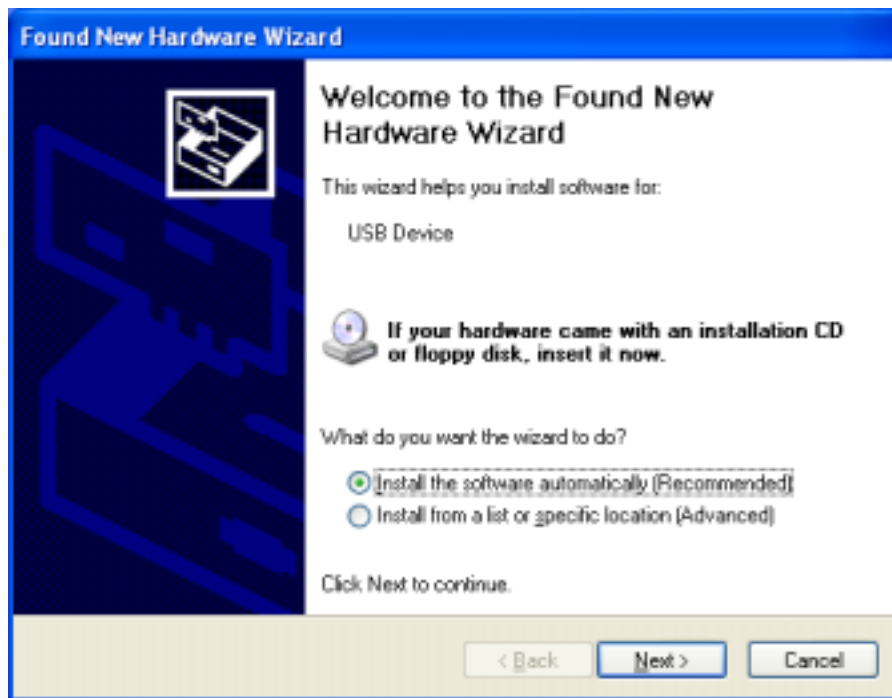 Found New Hardware Wizard
Welcome to the Found New
Hardware Wizard
This wizard helps you install software for:
USB Device
If your hardware came with an installation CD
or floppy disk, insert it now.
What do you want the wizard to do?
Install the software automatically (Recommended)
Install from a list or specific location (Advanced)
Click Next to continue.
< Back
Next >
Cancel